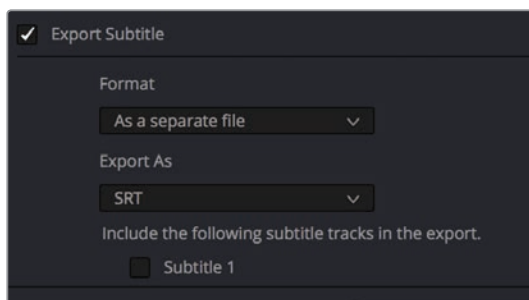 Export Subtitle
Format
As a separate file
Export As
SRT
Include the following subtitle tracks in the export.
Subtitle 1